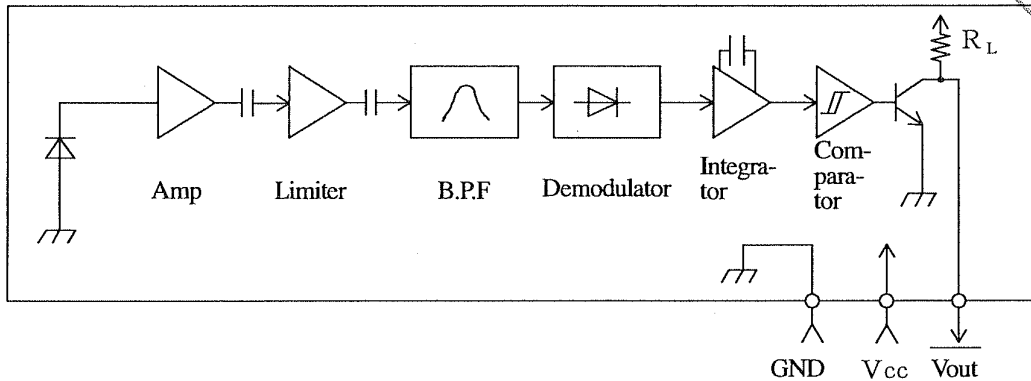 R L
Amp
Limiter
B.P.F
Demodulator
Integra-
tor
Com-
para-
tor
GND
Vcc
Vout